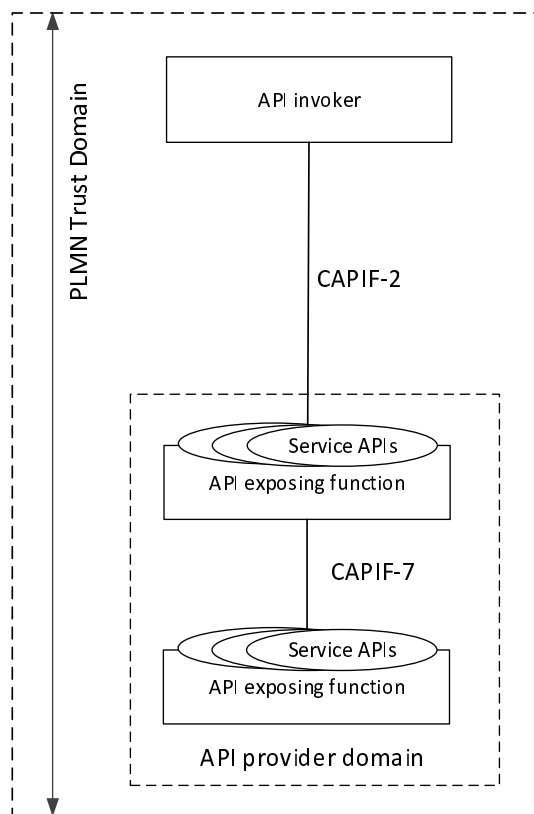 API invoker
PLMN Trust Domain
CAPIF-2
Service APIs
API exposing function
CAPIF-7
Service APIs
API exposing function
API provider domain